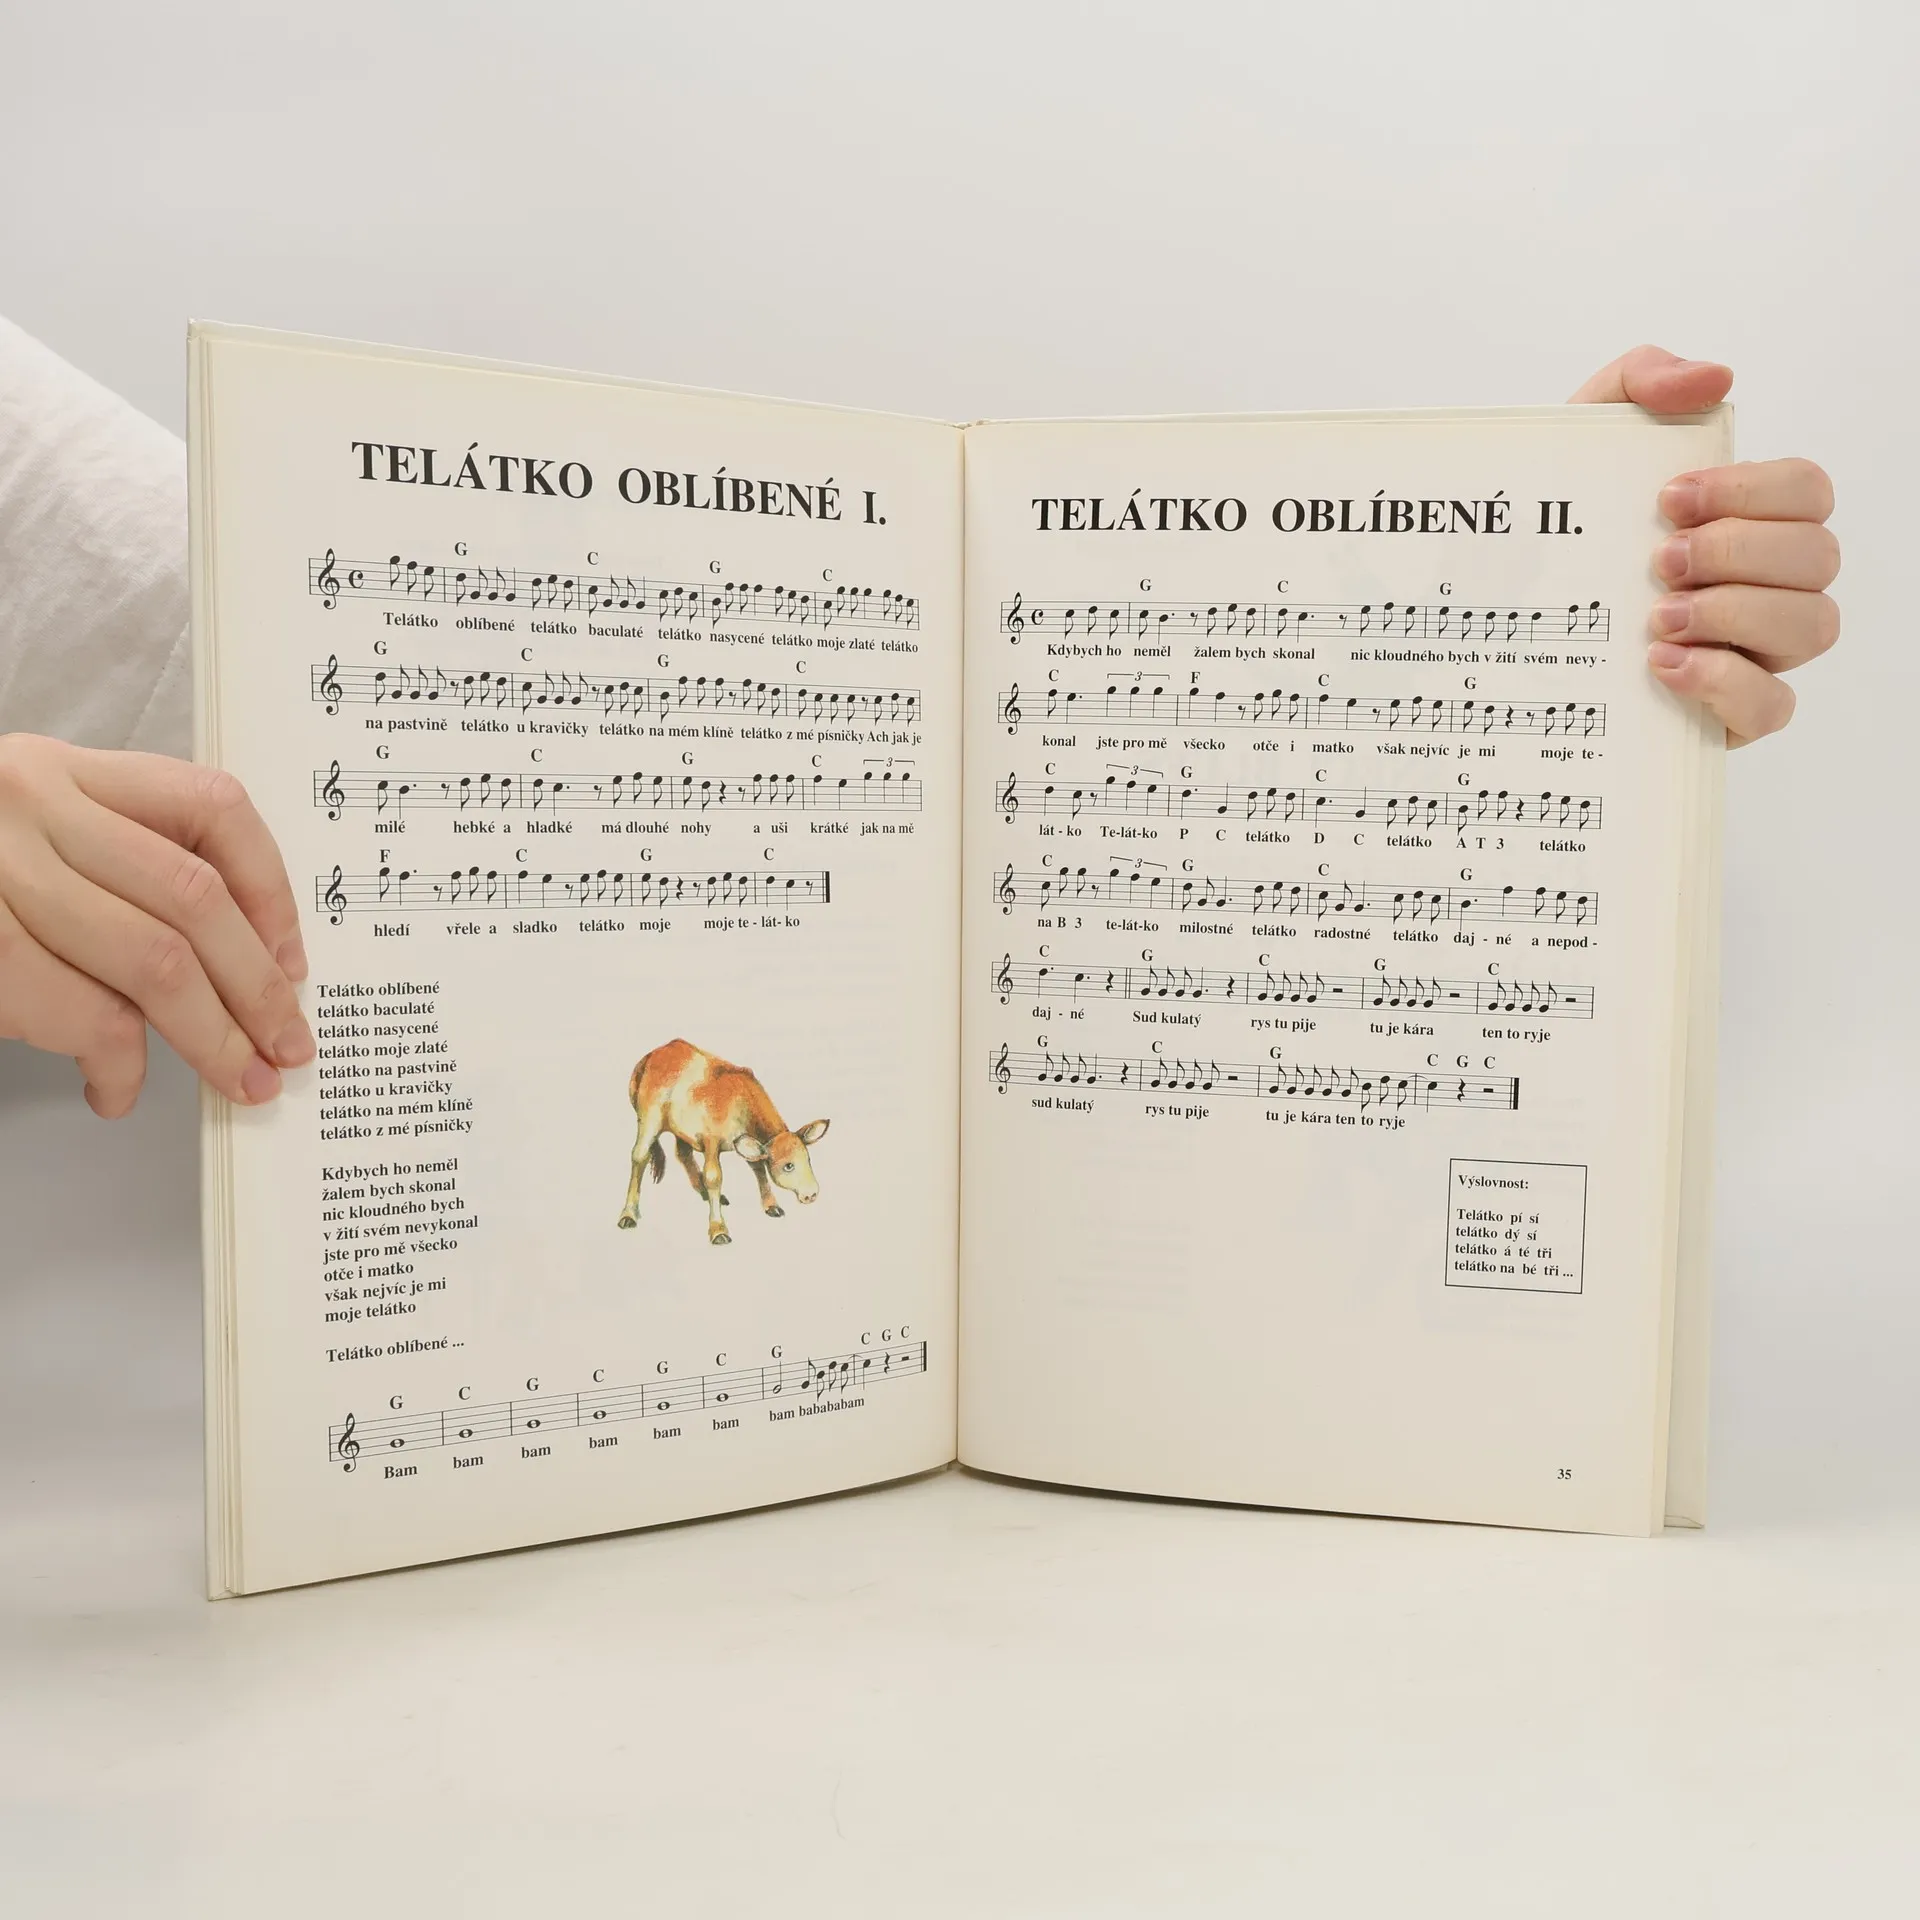 TELÁTKO OBLÍBENÉ I.
G C G C
Telátko oblíbené telátko baculaté telátko nasycené telátko moje zlaté telátko
G C G C
na pastvině telátko u kravičky telátko na mém klíně telátko z mé písničky Ach jak je
G C G C 3
milé hebké a hladké má dlouhé nohy a uši krátké jak na mě
F C G C
hledí vřele a sladko telátko moje moje te - lát- ko
Telátko oblíbené
telátko baculaté
telátko nasycené
telátko moje zlaté
telátko na pastvině
telátko u kravičky
telátko na mém klíně
telátko z mé písničky
Kdybych ho neměl
žalem bych skonal
nic kloudného bych
v žití svém nevykonal
jste pro mě všecko
otče i matko
však nejvíc je mi
moje telátko
Telátko oblíbené ...
G C G C G C G C G C
Bam bam bam bam bam bam bam babababam
TELÁTKO OBLÍBENÉ II.
G C G
Kdybych ho neměl žalem bych skonal nic kloudného bych v žití svém nevy -
C 3 F C G
konal jste pro mě všecko otče i matko však nejvíc je mi moje te -
C 3 G C G
lát - ko Te-lát-ko P C telátko D C telátko A T 3 telátko
C 3 G C G
na B 3 te-lát-ko milostné telátko radostné telátko daj - né a nepod -
C G C G C
daj - né Sud kulatý rys tu pije tu je kára ten to ryje
G C G C G C
sud kulatý rys tu pije tu je kára ten to ryje
Výslovnost:
Telátko pí sí
telátko dý sí
telátko á té tři
telátko na bé tři ...
35